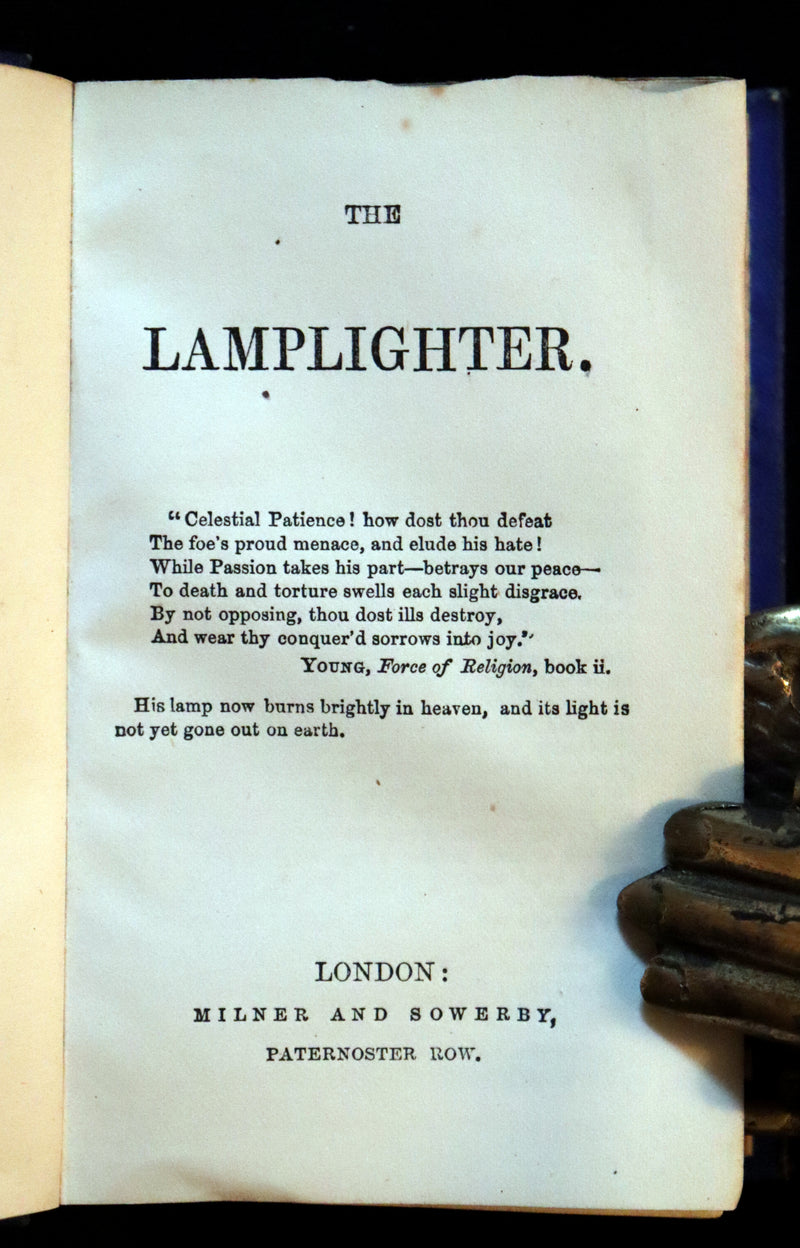 THE
LAMPLIGHTER.
“Celestial Patience! how dost thou defeat
The foe's proud menace, and elude his hate!
While Passion takes his part—betrays our peace—
To death and torture swells each slight disgrace.
By not opposing, thou dost ills destroy,
And wear thy conquer'd sorrows into joy.”
YOUNG, Force of Religion, book ii.
His lamp now burns brightly in heaven, and its light is
not yet gone out on earth.
LONDON:
MILNER AND SOWERBY,
PATERNOSTER ROW.